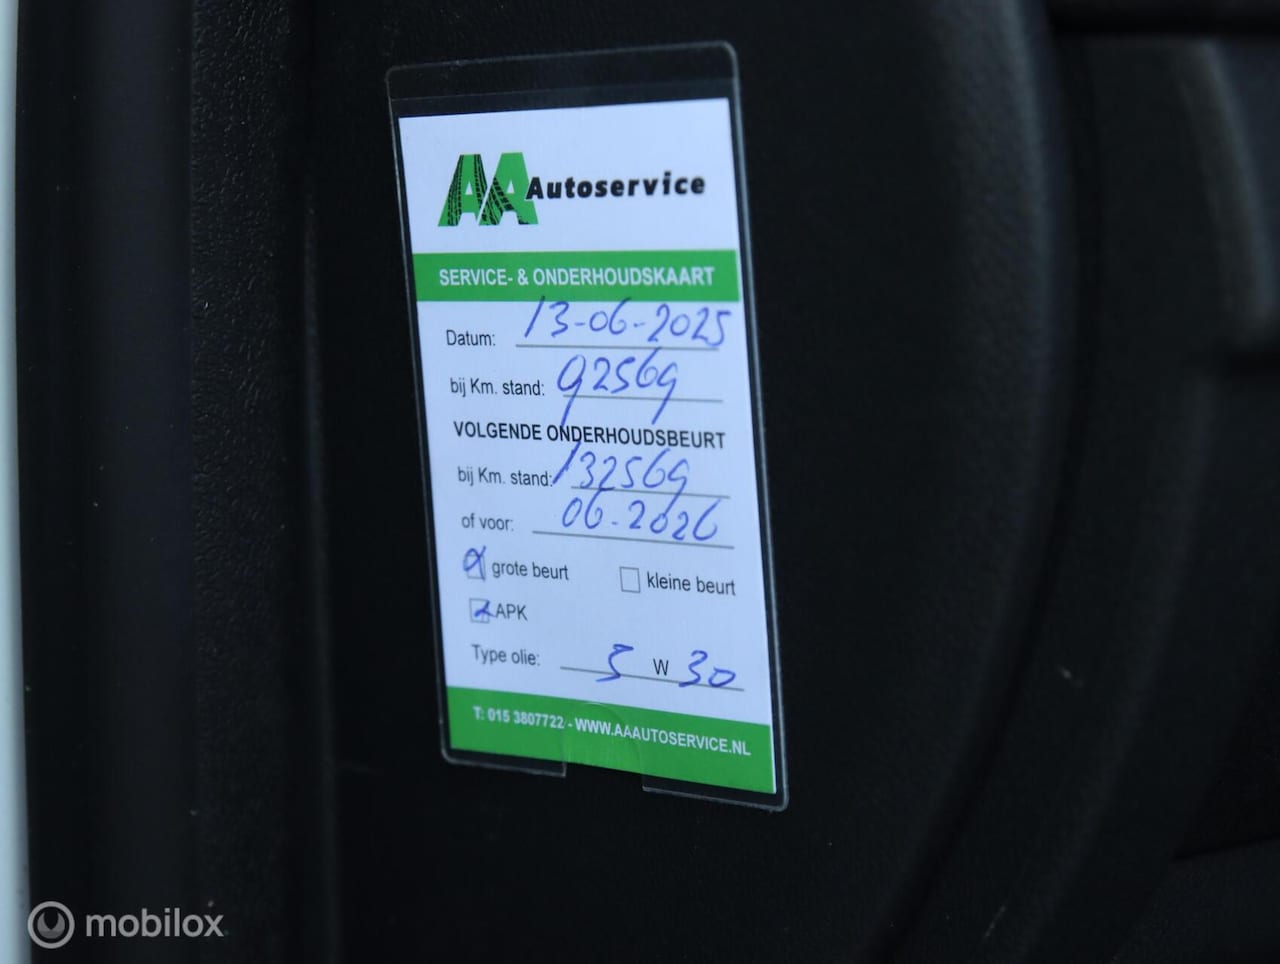 AA Autoservice
SERVICE- & ONDERHOUDSKAART
Datum: 13-06-2025
bij Km. stand: 92569
VOLGENDE ONDERHOUDSBEURT
bij Km. stand: 132569
of voor: 06-2026
grote beurt kleine beurt
APK
Type olie: 5 W 30
T: 015 3807722 - WWW.AAAUTOSERVICE.NL
mobilox